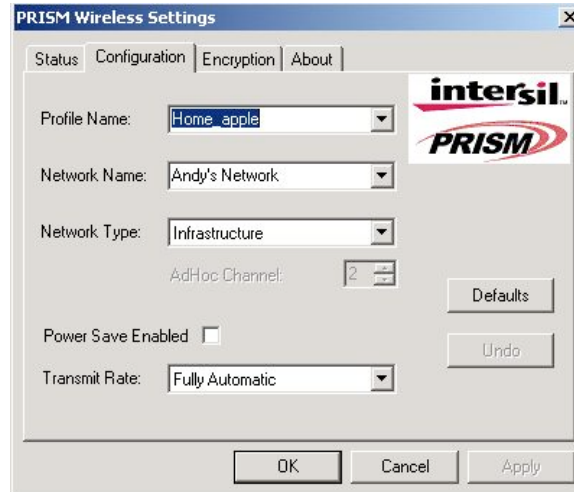 PRISM Wireless Settings
Status Configuration Encryption About
intersil
PRISM
Profile Name: Home_apple
Network Name: Andy's Network
Network Type: Infrastructure
AdHoc Channel: 2
Defaults
Power Save Enabled
Undo
Transmit Rate: Fully Automatic
OK Cancel Apply